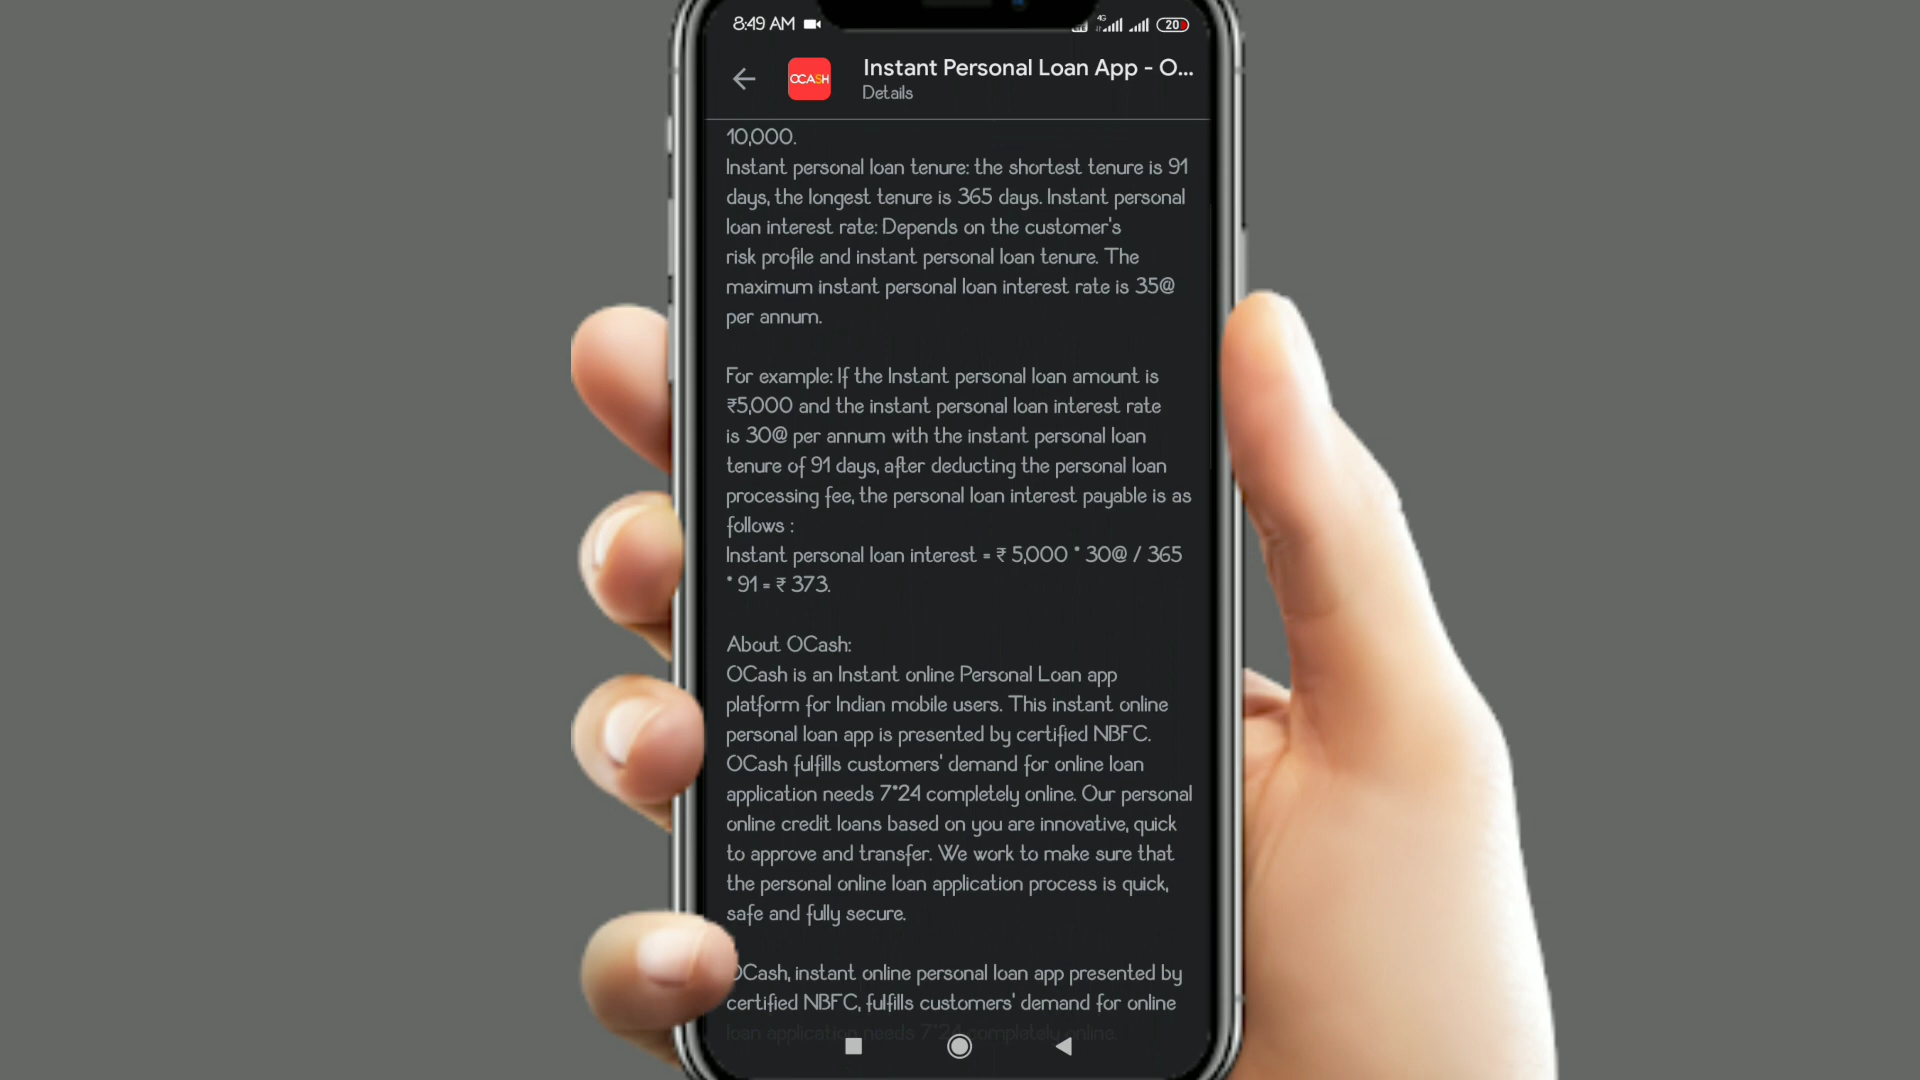 8:49 AM
4G
20
OCASH
Instant Personal Loan App - O...
Details
10,000.
Instant personal loan tenure: the shortest tenure is 91
days, the longest tenure is 365 days. Instant personal
loan interest rate: Depends on the customer's
risk profile and instant personal loan tenure. The
maximum instant personal loan interest rate is 35@
per annum.
For example: If the Instant personal loan amount is
₹5,000 and the instant personal loan interest rate
is 30@ per annum with the instant personal loan
tenure of 91 days, after deducting the personal loan
processing fee, the personal loan interest payable is as
follows :
Instant personal loan interest = ₹ 5,000 * 30@ / 365
* 91 = ₹ 373.
About OCash:
OCash is an Instant online Personal Loan app
platform for Indian mobile users. This instant online
personal loan app is presented by certified NBFC.
OCash fulfills customers' demand for online loan
application needs 7*24 completely online. Our personal
online credit loans based on you are innovative, quick
to approve and transfer. We work to make sure that
the personal online loan application process is quick,
safe and fully secure.
OCash, instant online personal loan app presented by
certified NBFC, fulfills customers' demand for online
loan application needs 7*24 completely online.